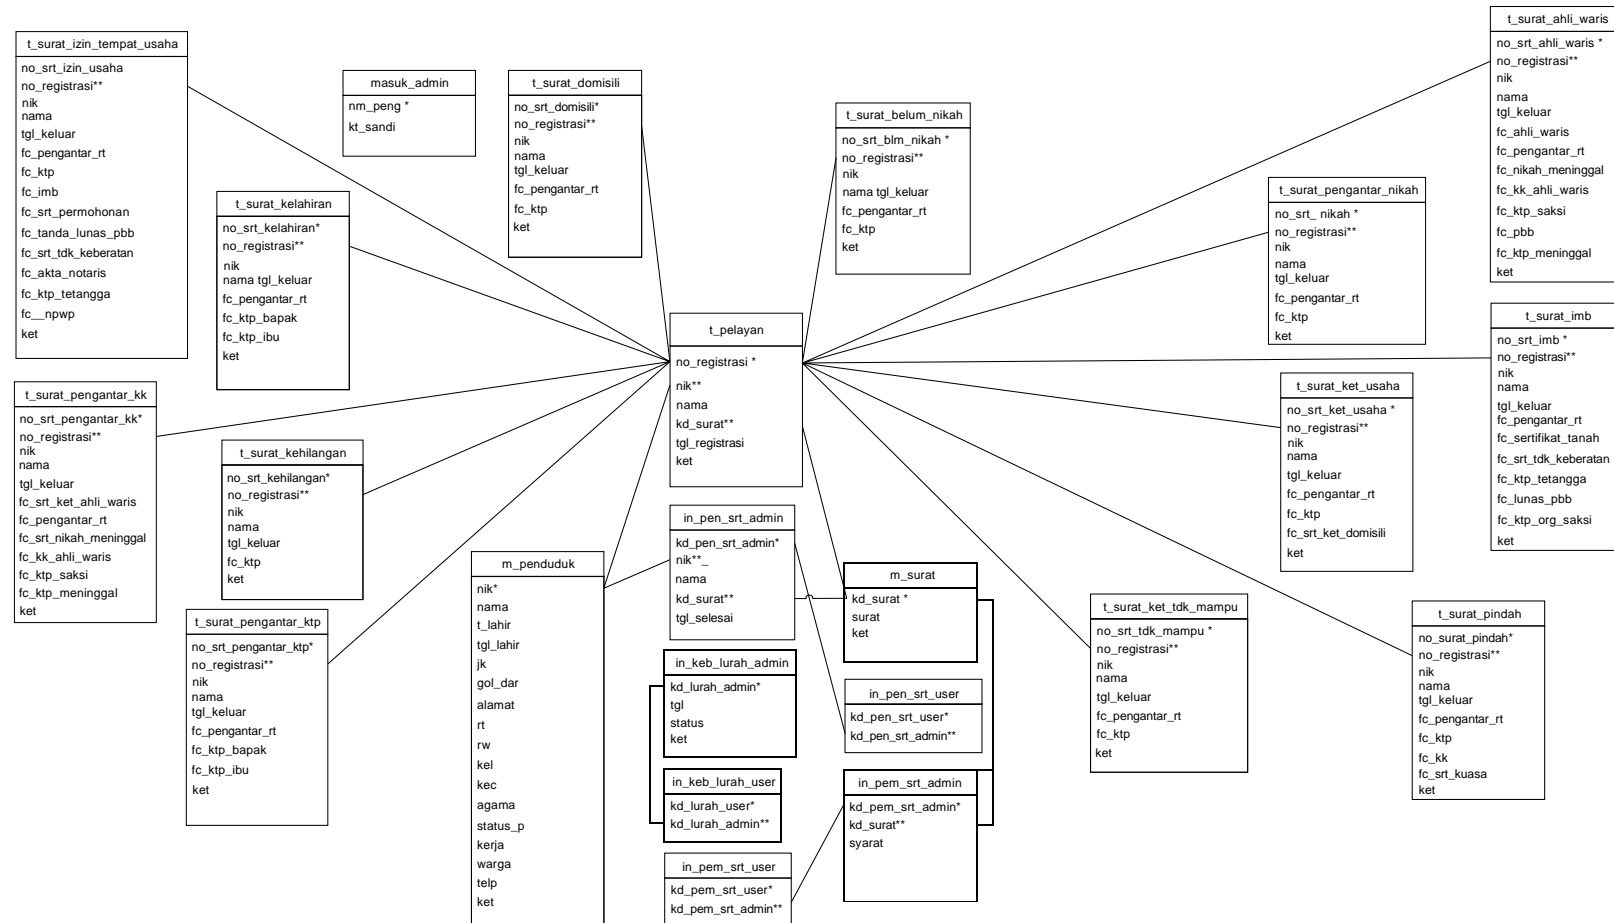 t_surat_izin_tempat_usaha
no_srt_izin_usaha
no_registrasi**
nik
nama
tgl_keluar
fc_pengantar_rt
fc_ktp
fc_imb
fc_srt_permohonan
fc_tanda_lunas_pbb
fc_srt_tdk_keberatan
fc_akta_notaris
fc_ktp_tetangga
fc__npwp
ket
masuk_admin
nm_peng *
kt_sandi
t_surat_domisili
no_srt_domisili*
no_registrasi**
nik
nama
tgl_keluar
fc_pengantar_rt
fc_ktp
ket
t_surat_belum_nikah
no_srt_blm_nikah *
no_registrasi**
nik
nama tgl_keluar
fc_pengantar_rt
fc_ktp
ket
t_surat_ahli_waris
no_srt_ahli_waris *
no_registrasi**
nik
nama
tgl_keluar
fc_ahli_waris
fc_pengantar_rt
fc_nikah_meninggal
fc_kk_ahli_waris
fc_ktp_saksi
fc_pbb
fc_ktp_meninggal
ket
t_surat_kelahiran
no_srt_kelahiran*
no_registrasi**
nik
nama tgl_keluar
fc_pengantar_rt
fc_ktp_bapak
fc_ktp_ibu
ket
t_surat_pengantar_nikah
no_srt_ nikah *
no_registrasi**
nik
nama
tgl_keluar
fc_pengantar_rt
fc_ktp
ket
t_pelayan
no_registrasi *
nik**
nama
kd_surat**
tgl_registrasi
ket
t_surat_imb
no_srt_imb *
no_registrasi**
nik
nama
tgl_keluar
fc_pengantar_rt
fc_sertifikat_tanah
fc_srt_tdk_keberatan
fc_ktp_tetangga
fc_lunas_pbb
fc_ktp_org_saksi
ket
t_surat_pengantar_kk
no_srt_pengantar_kk*
no_registrasi**
nik
nama
tgl_keluar
fc_srt_ket_ahli_waris
fc_pengantar_rt
fc_srt_nikah_meninggal
fc_kk_ahli_waris
fc_ktp_saksi
fc_ktp_meninggal
ket
t_surat_ket_usaha
no_srt_ket_usaha *
no_registrasi**
nik
nama
tgl_keluar
fc_pengantar_rt
fc_ktp
fc_srt_ket_domisili
ket
t_surat_kehilangan
no_srt_kehilangan*
no_registrasi**
nik
nama
tgl_keluar
fc_ktp
ket
in_pen_srt_admin
kd_pen_srt_admin*
nik**_
nama
kd_surat**
tgl_selesai
m_penduduk
nik*
nama
t_lahir
tgl_lahir
jk
gol_dar
alamat
rt
rw
kel
kec
agama
status_p
kerja
warga
telp
ket
m_surat
kd_surat *
surat
ket
t_surat_ket_tdk_mampu
no_srt_tdk_mampu *
no_registrasi**
nik
nama
tgl_keluar
fc_pengantar_rt
fc_ktp
ket
t_surat_pindah
no_surat_pindah*
no_registrasi**
nik
nama
tgl_keluar
fc_pengantar_rt
fc_ktp
fc_kk
fc_srt_kuasa
ket
t_surat_pengantar_ktp
no_srt_pengantar_ktp*
no_registrasi**
nik
nama
tgl_keluar
fc_pengantar_rt
fc_ktp_bapak
fc_ktp_ibu
ket
in_keb_lurah_admin
kd_lurah_admin*
tgl
status
ket
in_pen_srt_user
kd_pen_srt_user*
kd_pen_srt_admin**
in_keb_lurah_user
kd_lurah_user*
kd_lurah_admin**
in_pem_srt_admin
kd_pem_srt_admin*
kd_surat**
syarat
in_pem_srt_user
kd_pem_srt_user*
kd_pem_srt_admin**